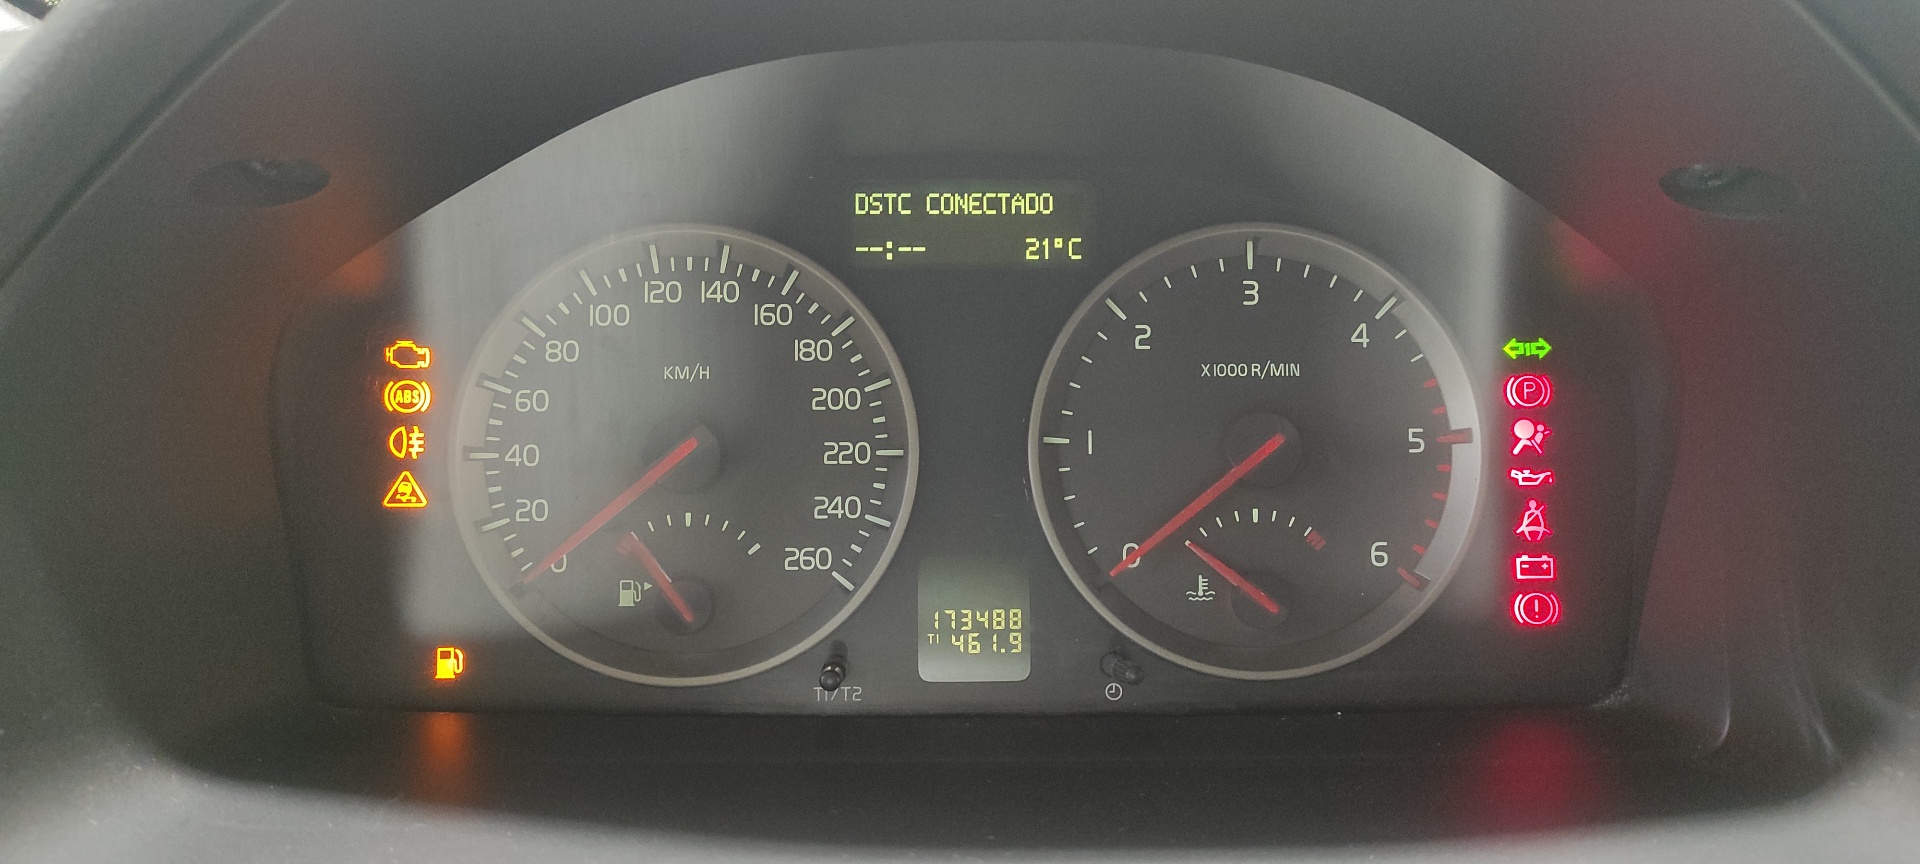 DSTC CONECTADO
--:-- 21°C
0 20 40 60 80 100 120 140 160 180 200 220 240 260
KM/H
0 1 2 3 4 5 6
X1000 R/MIN
ABS
P
!
173488
T1 461.9
T1/T2